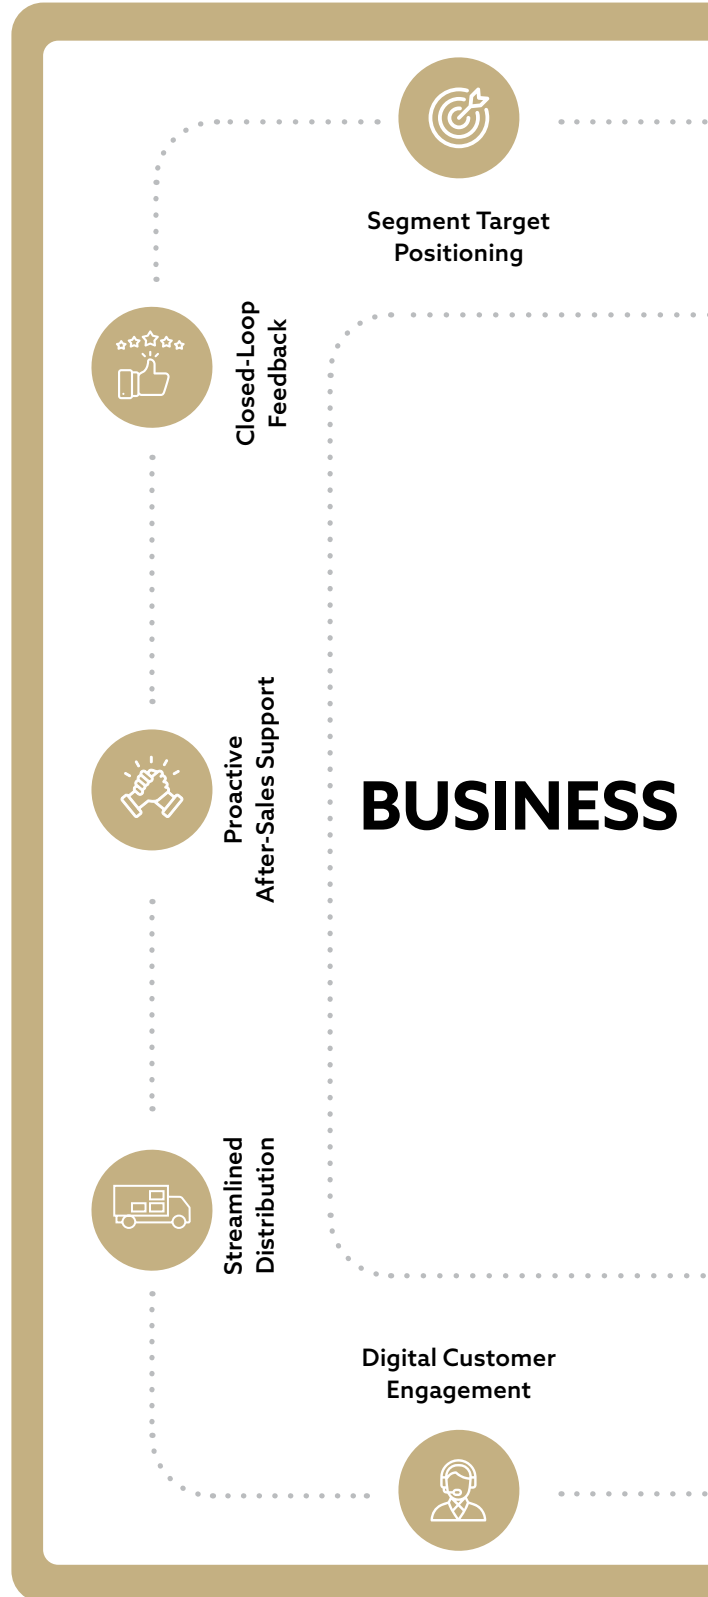 Segment Target
Positioning
Closed-Loop
Feedback
Proactive
After-Sales Support
BUSINESS
Streamlined
Distribution
Digital Customer
Engagement